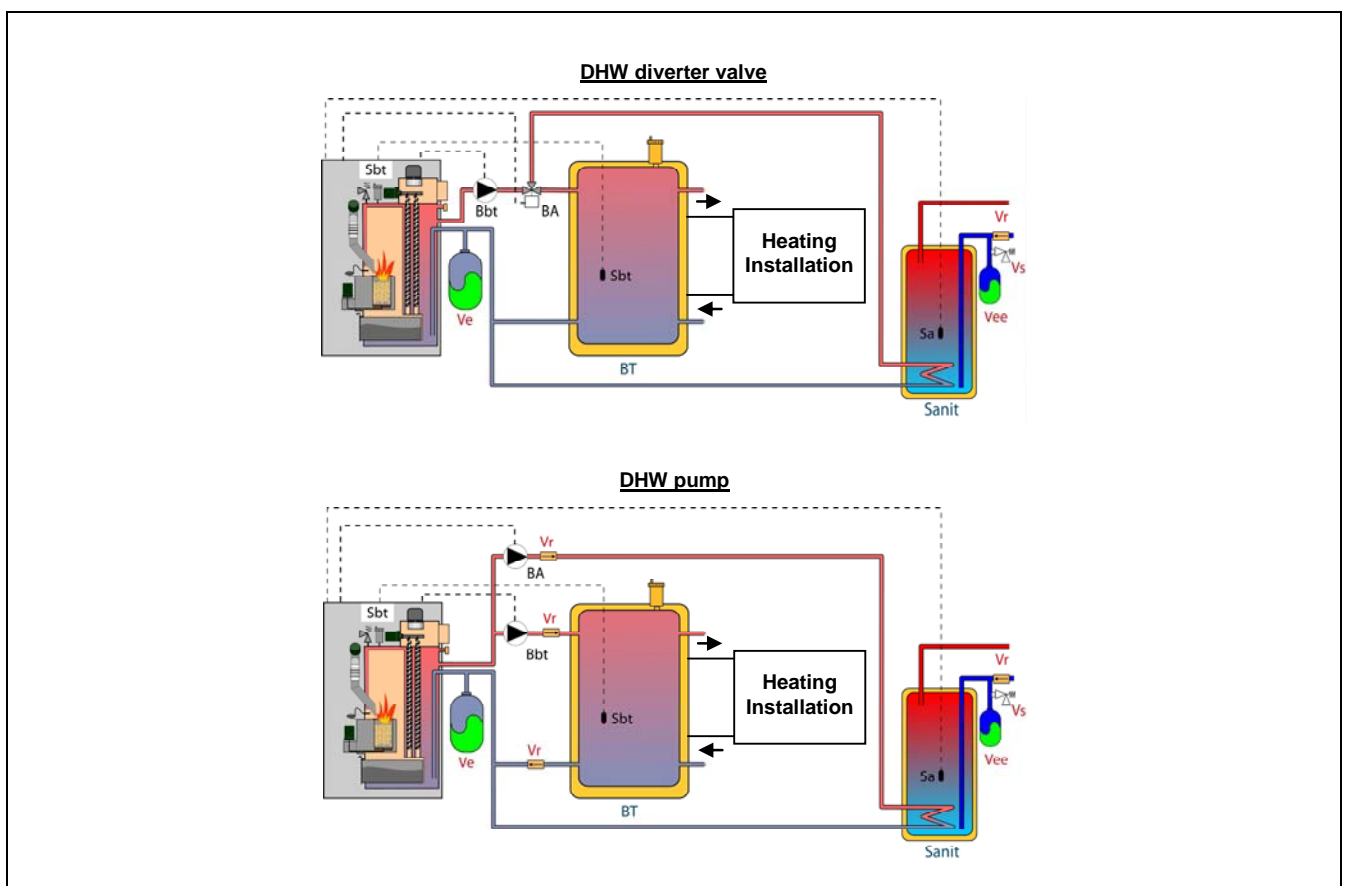 DHW diverter valve
Sbt
Bbt
BA
Heating
Installation
Vr
Sbt
Vs
Ve
Vee
Sa
BT
Sanit
DHW pump
Vr
BA
Sbt
Vr
Bbt
Heating
Installation
Vr
Sbt
Vs
Ve
Vr
Vee
Sa
BT
Sanit